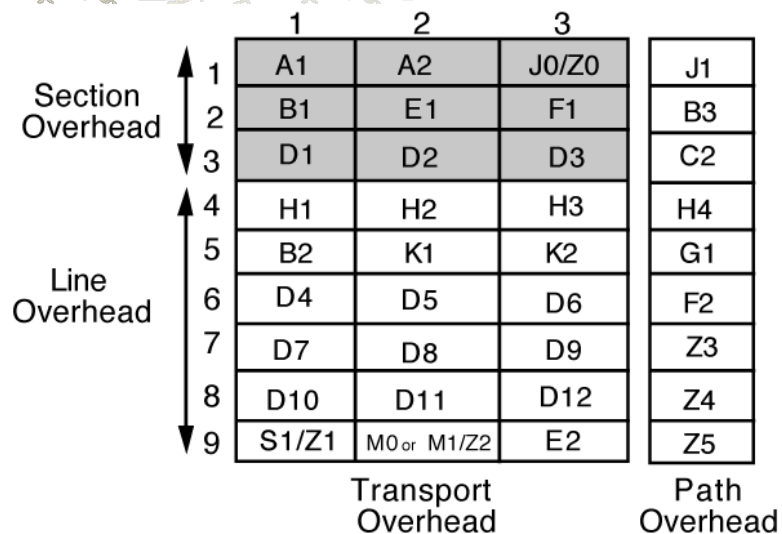 1 2 3
1 A1 A2 J0/Z0 J1
Section
Overhead
2 B1 E1 F1 B3
3 D1 D2 D3 C2
4 H1 H2 H3 H4
5 B2 K1 K2 G1
Line
Overhead
6 D4 D5 D6 F2
7 D7 D8 D9 Z3
8 D10 D11 D12 Z4
9 S1/Z1 M0 or M1/Z2 E2 Z5
Transport
Overhead
Path
Overhead